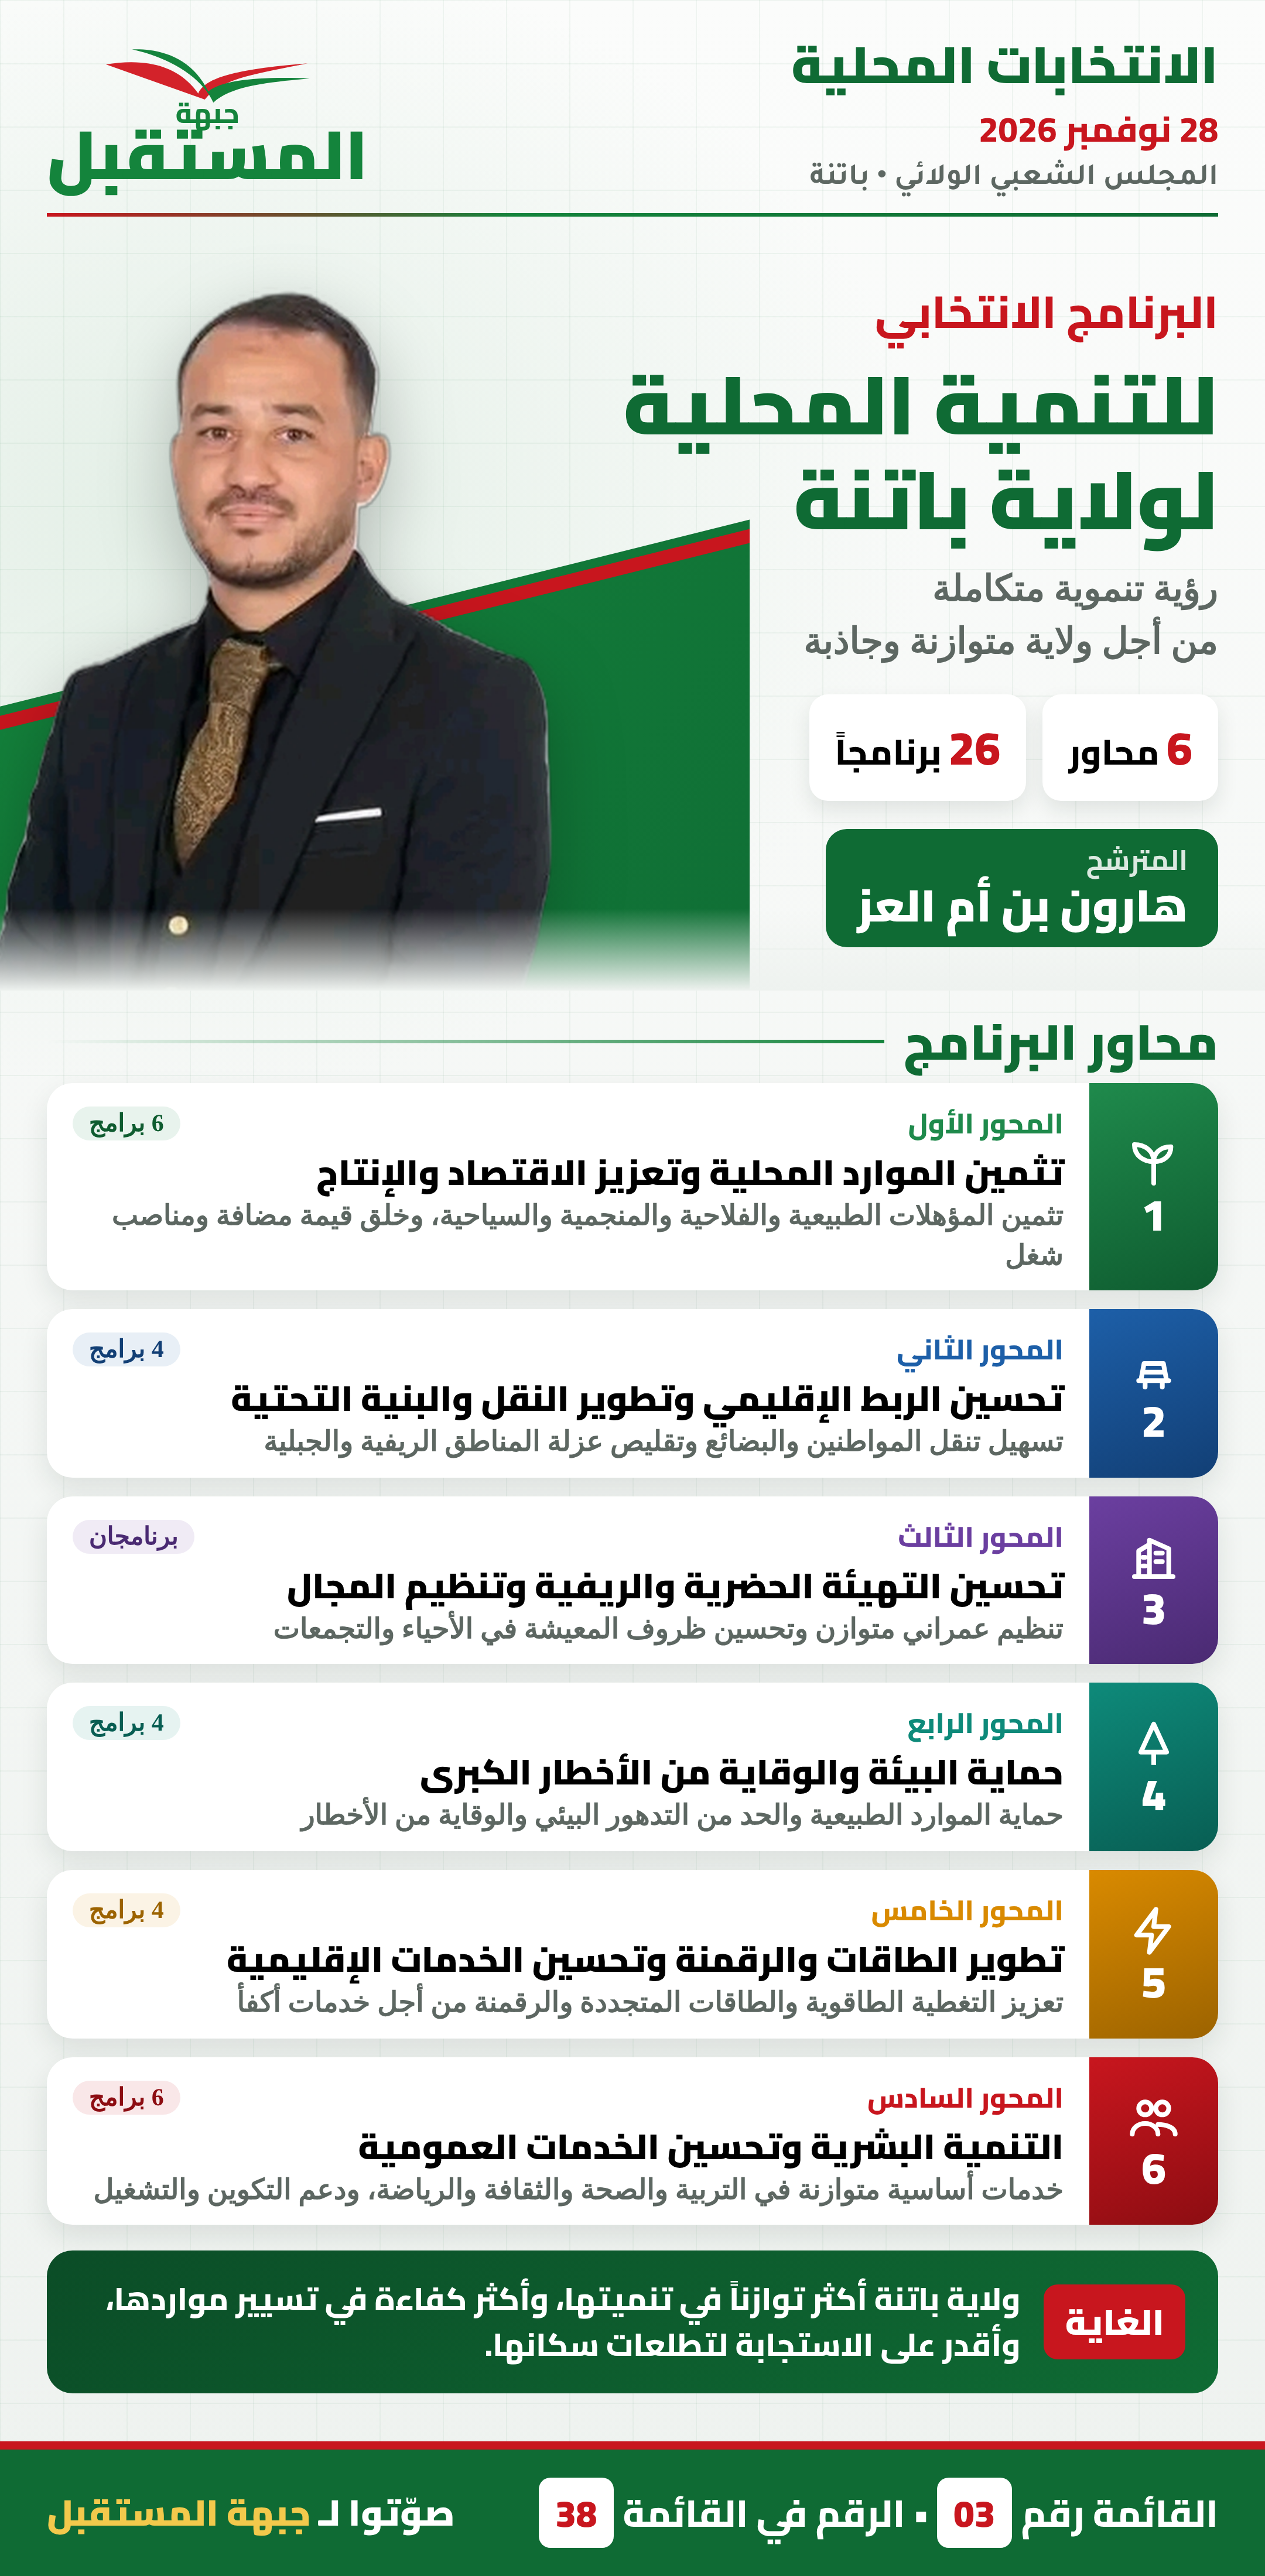 الانتخابات المحلية
28 نوفمبر 2026
المجلس الشعبي الولائي • باتنة
جبهة
المستقبل
البرنامج الانتخابي
للتنمية المحلية
لولاية باتنة
رؤية تنموية متكاملة
من أجل ولاية متوازنة وجاذبة
6 محاور
26 برنامجاً
المترشح
هارون بن أم العز
محاور البرنامج
1
المحور الأول
6 برامج
تثمين الموارد المحلية وتعزيز الاقتصاد والإنتاج
تثمين المؤهلات الطبيعية والفلاحية والمنجمية والسياحية، وخلق قيمة مضافة ومناصب
شغل
2
المحور الثاني
4 برامج
تحسين الربط الإقليمي وتطوير النقل والبنية التحتية
تسهيل تنقل المواطنين والبضائع وتقليص عزلة المناطق الريفية والجبلية
3
المحور الثالث
برنامجان
تحسين التهيئة الحضرية والريفية وتنظيم المجال
تنظيم عمراني متوازن وتحسين ظروف المعيشة في الأحياء والتجمعات
4
المحور الرابع
4 برامج
حماية البيئة والوقاية من الأخطار الكبرى
حماية الموارد الطبيعية والحد من التدهور البيئي والوقاية من الأخطار
5
المحور الخامس
4 برامج
تطوير الطاقات والرقمنة وتحسين الخدمات الإقليمية
تعزيز التغطية الطاقوية والطاقات المتجددة والرقمنة من أجل خدمات أكفأ
6
المحور السادس
6 برامج
التنمية البشرية وتحسين الخدمات العمومية
خدمات أساسية متوازنة في التربية والصحة والثقافة والرياضة، ودعم التكوين والتشغيل
الغاية
ولاية باتنة أكثر توازناً في تنميتها، وأكثر كفاءة في تسيير مواردها،
وأقدر على الاستجابة لتطلعات سكانها.
القائمة رقم 03 • الرقم في القائمة 38
صوّتوا لـ جبهة المستقبل